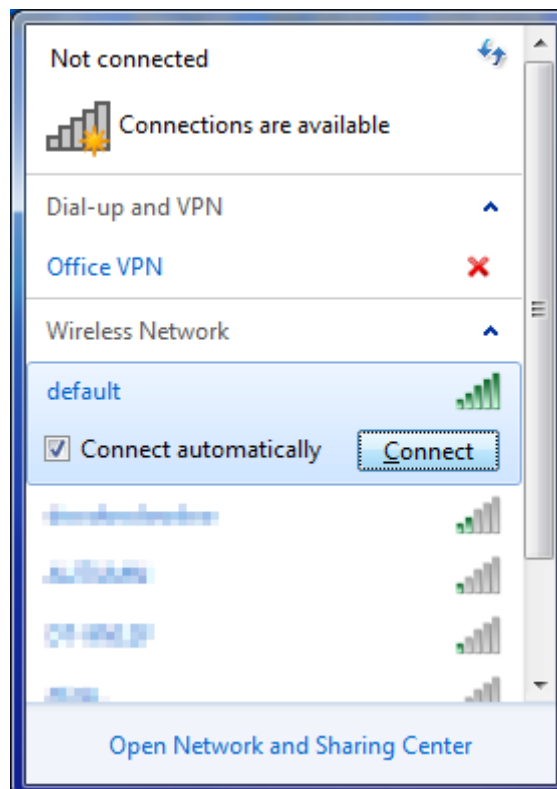 Not connected
Connections are available
Dial-up and VPN
Office VPN
Wireless Network
default
Connect automatically
Connect
Open Network and Sharing Center